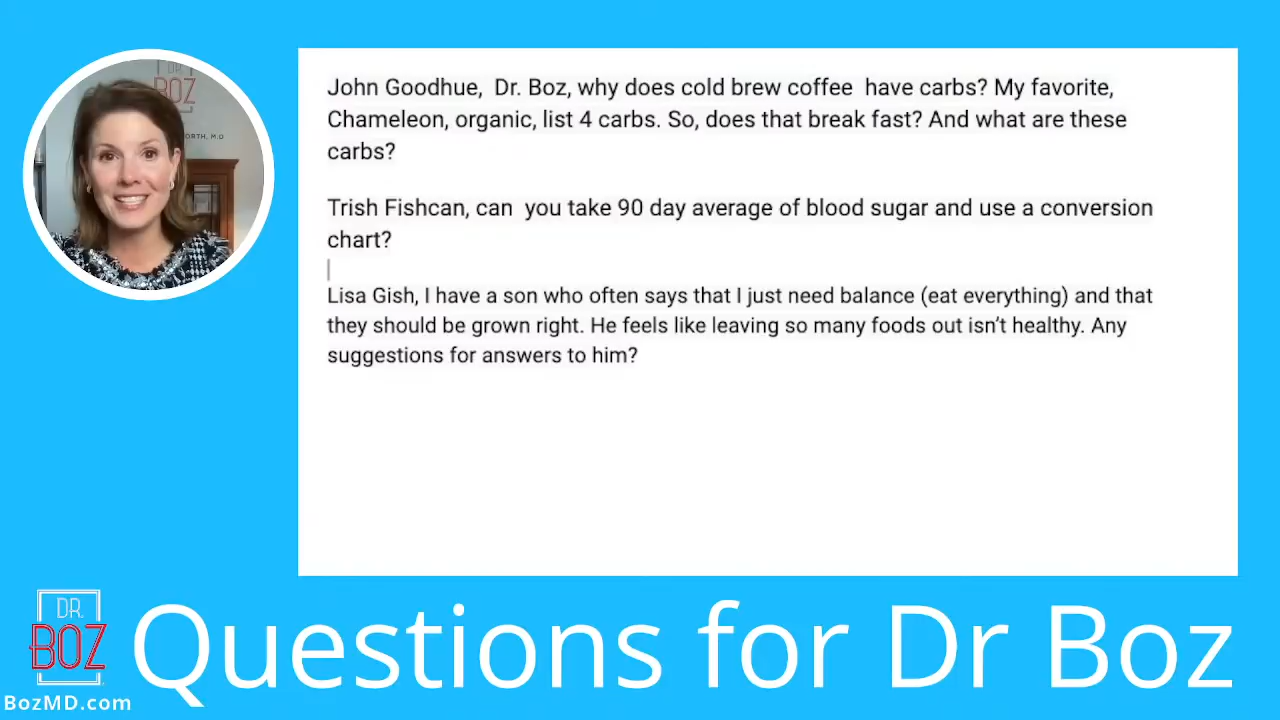 DR.
BOZ
ORTH, M.D
John Goodhue, Dr. Boz, why does cold brew coffee have carbs? My favorite,
Chameleon, organic, list 4 carbs. So, does that break fast? And what are these
carbs?
Trish Fishcan, can you take 90 day average of blood sugar and use a conversion
chart?
Lisa Gish, I have a son who often says that I just need balance (eat everything) and that
they should be grown right. He feels like leaving so many foods out isn’t healthy. Any
suggestions for answers to him?
DR.
BOZ
Questions for Dr Boz
BozMD.com